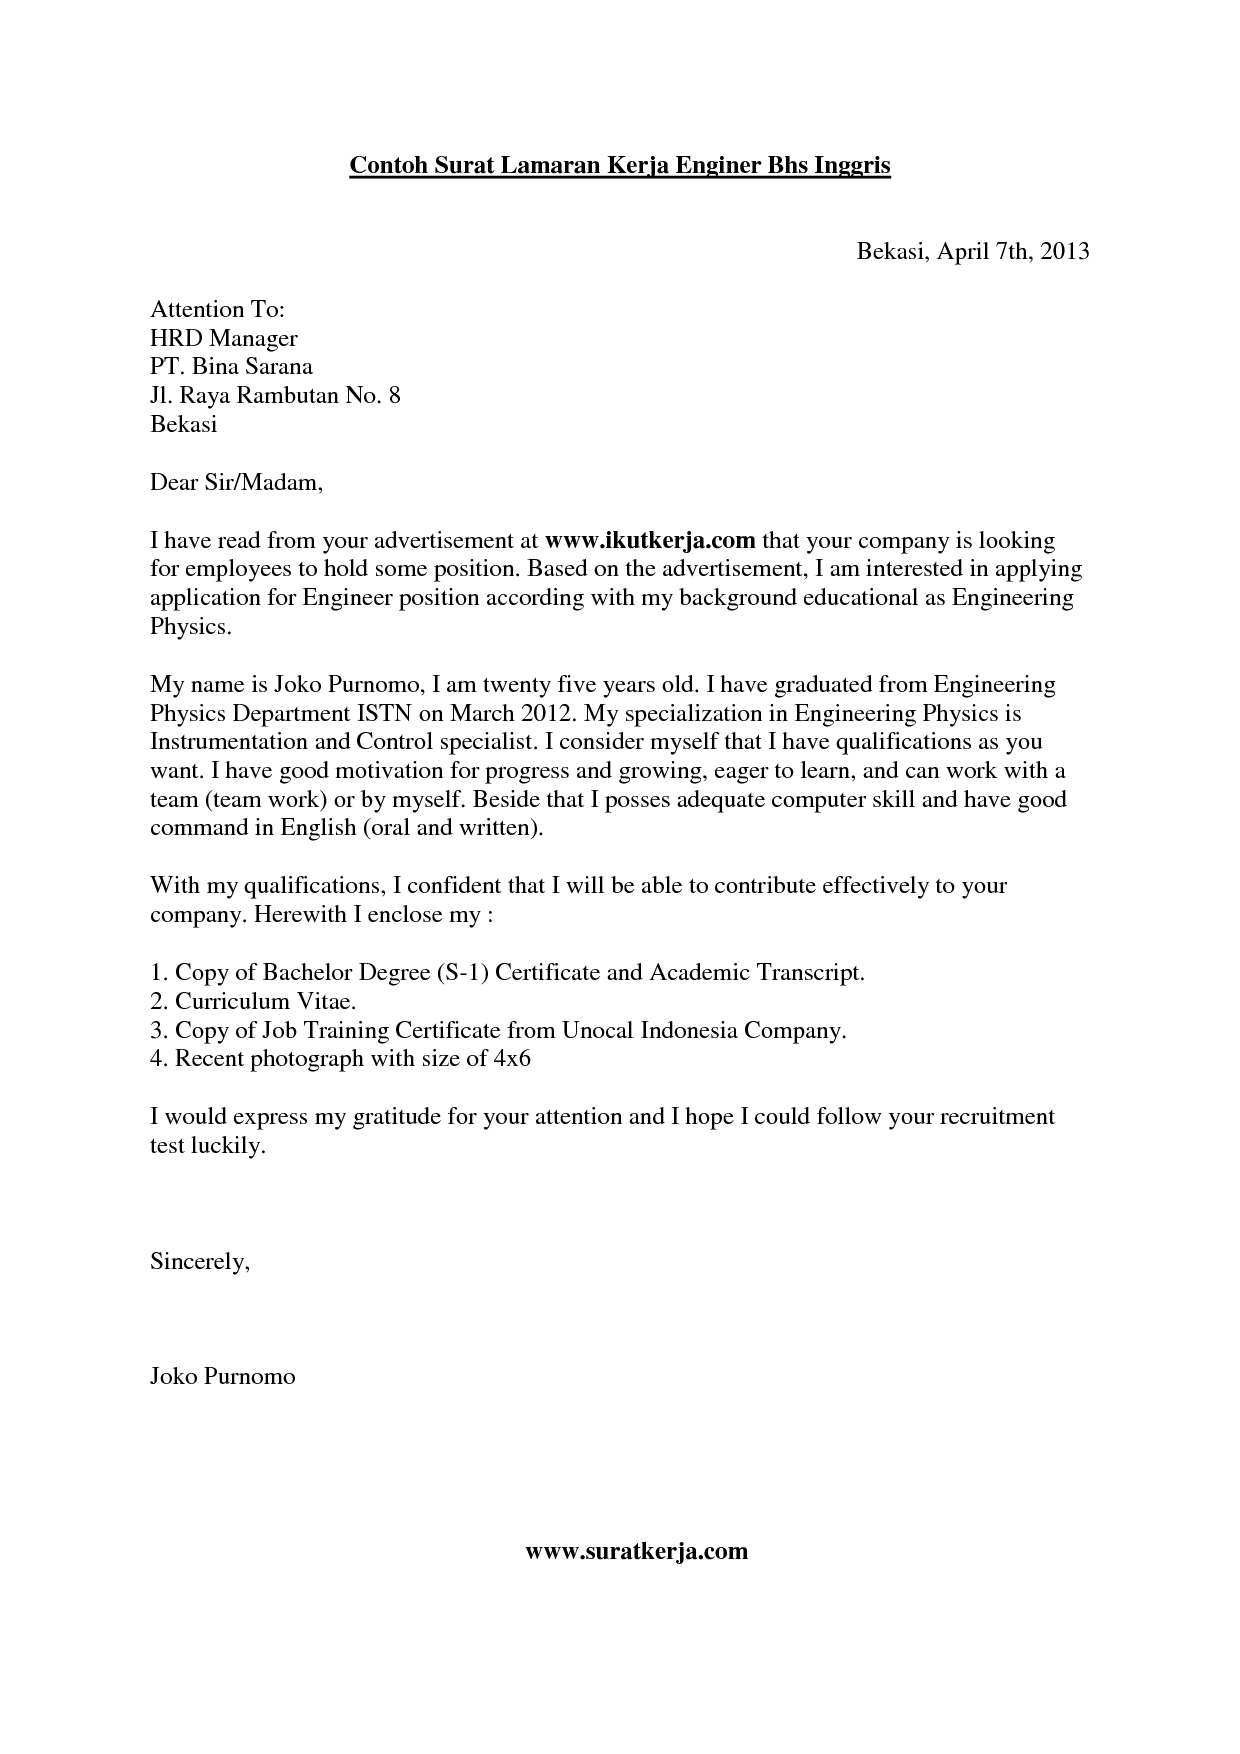 Contoh Surat Lamaran Kerja Enginer Bhs Inggris
Bekasi, April 7th, 2013
Attention To:
HRD Manager
PT. Bina Sarana
Jl. Raya Rambutan No. 8
Bekasi
Dear Sir/Madam,
I have read from your advertisement at www.ikutkerja.com that your company is looking
for employees to hold some position. Based on the advertisement, I am interested in applying
application for Engineer position according with my background educational as Engineering
Physics.
My name is Joko Purnomo, I am twenty five years old. I have graduated from Engineering
Physics Department ISTN on March 2012. My specialization in Engineering Physics is
Instrumentation and Control specialist. I consider myself that I have qualifications as you
want. I have good motivation for progress and growing, eager to learn, and can work with a
team (team work) or by myself. Beside that I posses adequate computer skill and have good
command in English (oral and written).
With my qualifications, I confident that I will be able to contribute effectively to your
company. Herewith I enclose my :
1. Copy of Bachelor Degree (S-1) Certificate and Academic Transcript.
2. Curriculum Vitae.
3. Copy of Job Training Certificate from Unocal Indonesia Company.
4. Recent photograph with size of 4x6
I would express my gratitude for your attention and I hope I could follow your recruitment
test luckily.
Sincerely,
Joko Purnomo
www.suratkerja.com